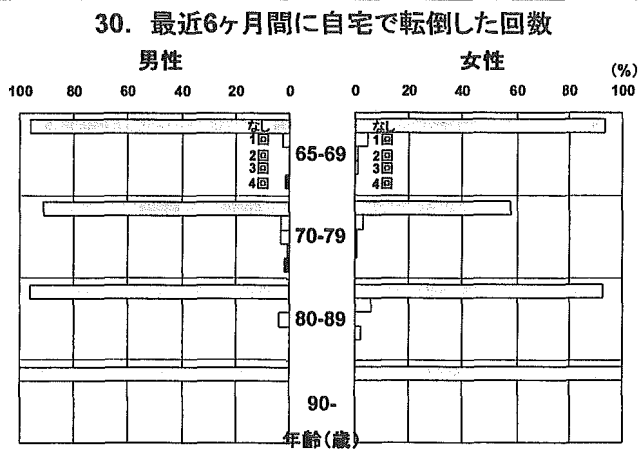 30. 最近6ヶ月間に自宅で転倒した回数
男性
女性
(%)
100 80 60 40 20 0
0 20 40 60 80 100
なし
1回
2回
3回
4回
65-69
なし
1回
2回
3回
4回
70-79
80-89
90-
年齢(歳)